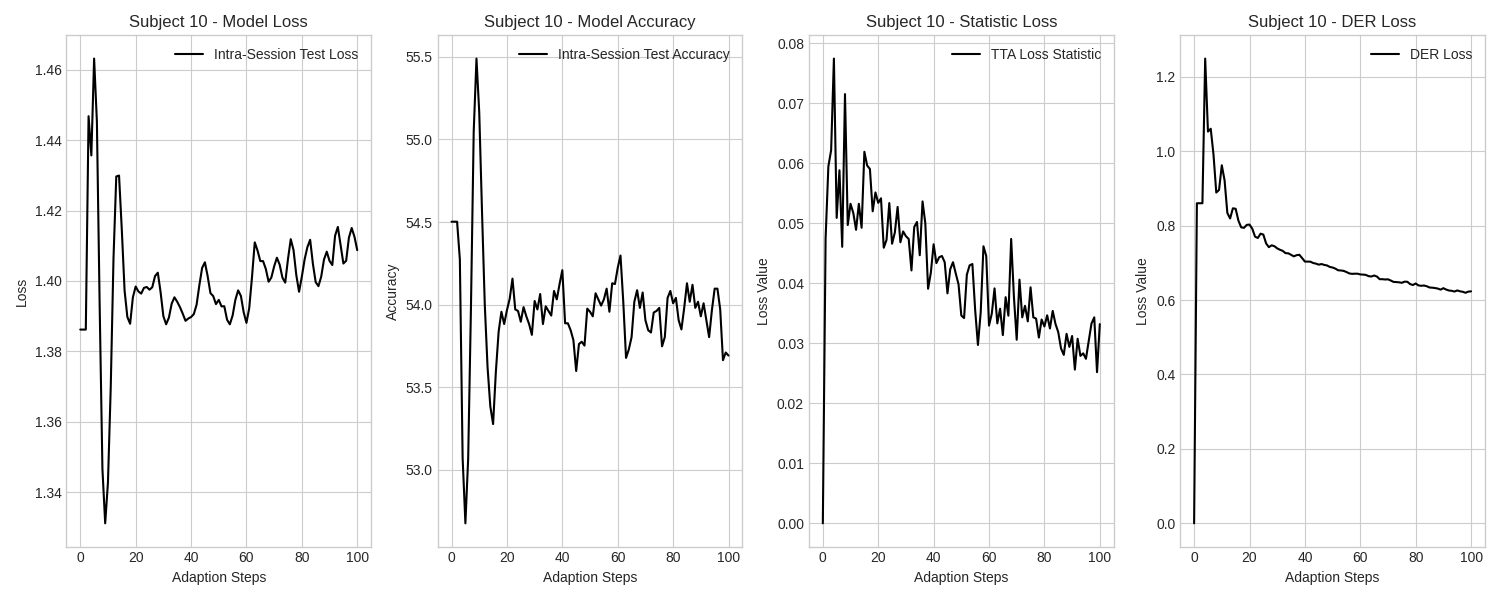 Subject 10 - Model Loss
Intra-Session Test Loss
1.46
1.44
1.42
1.40
1.38
1.36
1.34
Loss
0 20 40 60 80 100
Adaption Steps
Subject 10 - Model Accuracy
Intra-Session Test Accuracy
55.5
55.0
54.5
54.0
53.5
53.0
Accuracy
0 20 40 60 80 100
Adaption Steps
Subject 10 - Statistic Loss
TTA Loss Statistic
0.08
0.07
0.06
0.05
0.04
0.03
0.02
0.01
0.00
Loss Value
0 20 40 60 80 100
Adaption Steps
Subject 10 - DER Loss
DER Loss
1.2
1.0
0.8
0.6
0.4
0.2
0.0
Loss Value
0 20 40 60 80 100
Adaption Steps